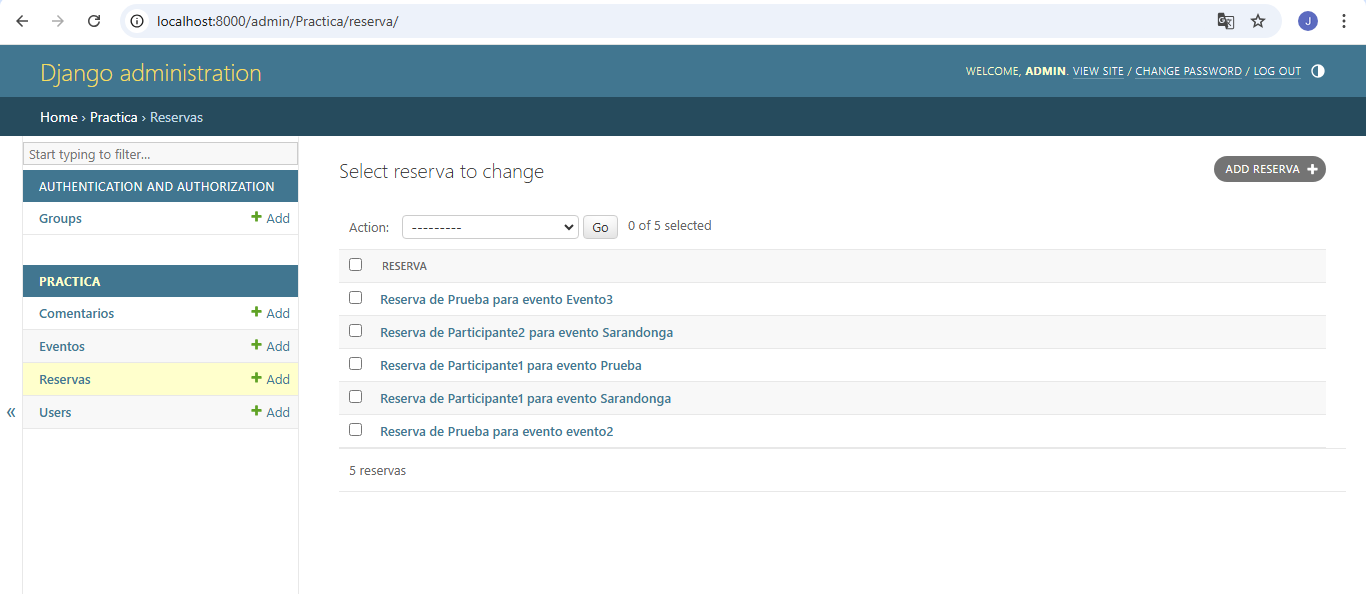 localhost:8000/admin/Practica/reserva/
J
Django administration
WELCOME, ADMIN. VIEW SITE / CHANGE PASSWORD / LOG OUT
Home › Practica › Reservas
Start typing to filter...
AUTHENTICATION AND AUTHORIZATION
Groups + Add
PRACTICA
Comentarios + Add
Eventos + Add
Reservas + Add
Users + Add
«
Select reserva to change
ADD RESERVA +
Action: --------- Go 0 of 5 selected
RESERVA
Reserva de Prueba para evento Evento3
Reserva de Participante2 para evento Sarandonga
Reserva de Participante1 para evento Prueba
Reserva de Participante1 para evento Sarandonga
Reserva de Prueba para evento evento2
5 reservas